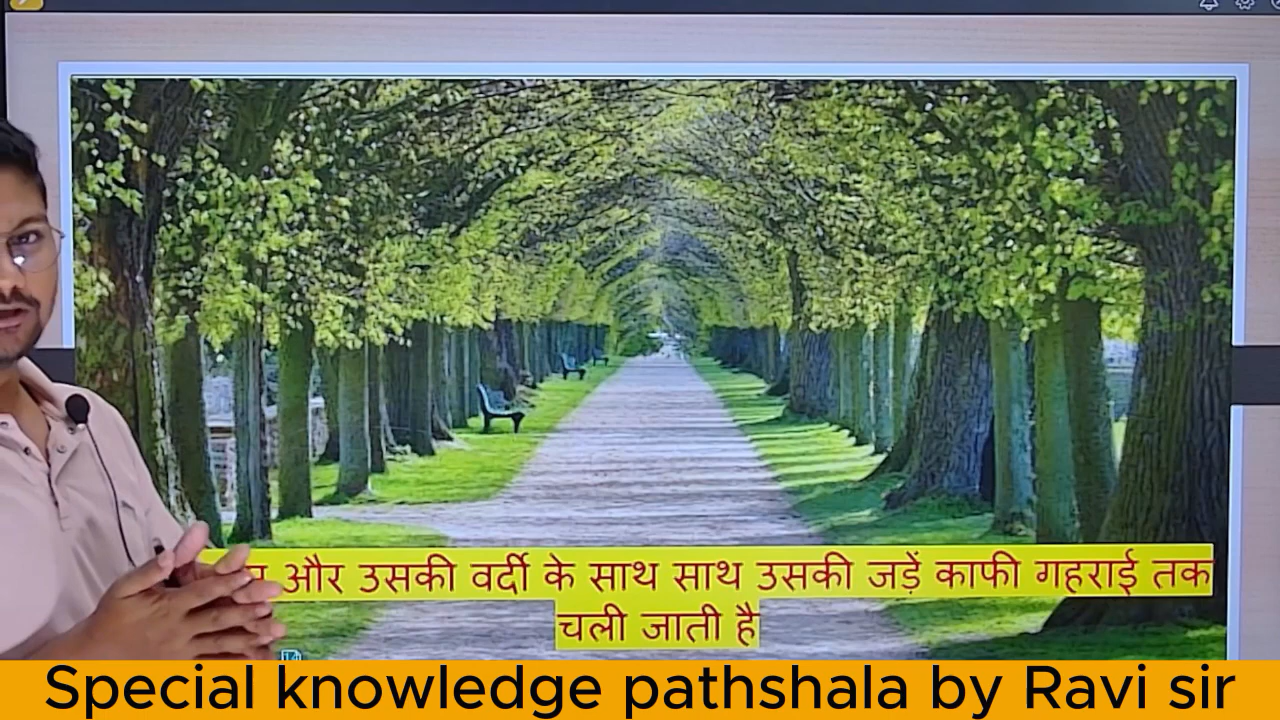 और उसकी वर्दी के साथ साथ उसकी जड़ें काफी गहराई तक
चली जाती है
Special knowledge pathshala by Ravi sir